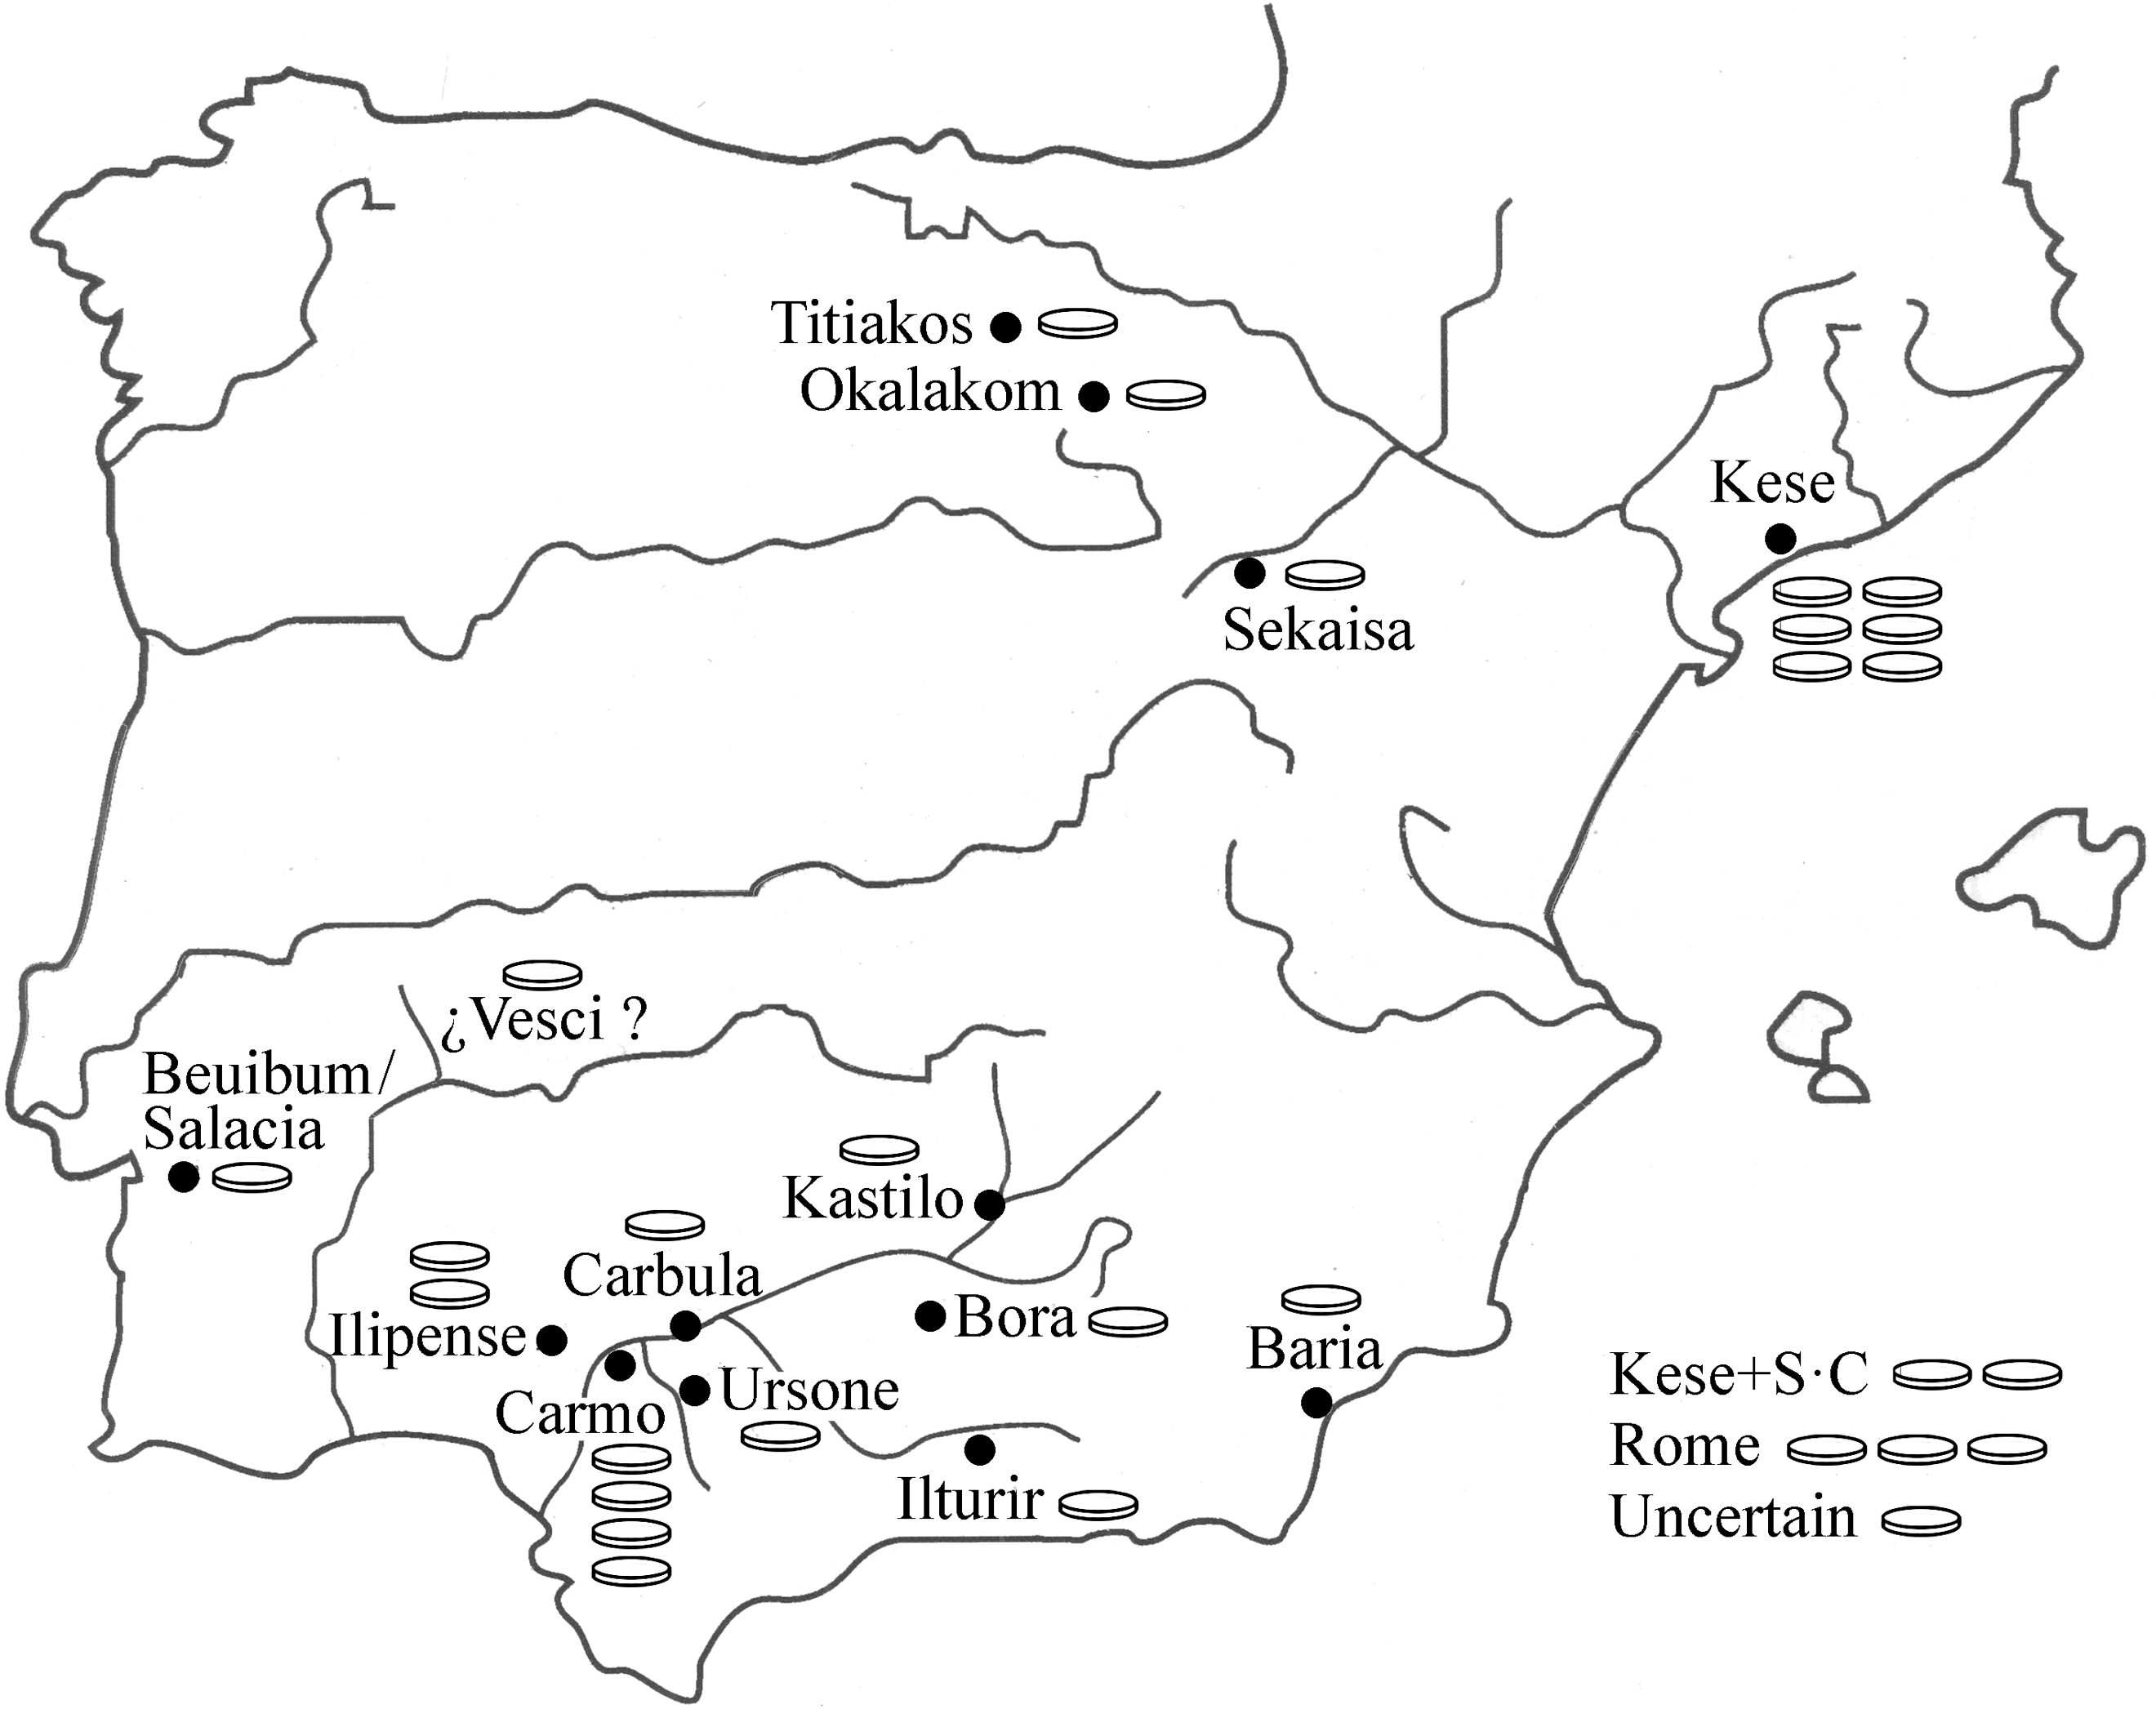 Titiakos
Okalakom
Kese
Sekaisa
¿Vesci ?
Beuibum/
Salacia
Kastilo
Carbula
Ilipense
Bora
Baria
Carmo
Ursone
Ilturir
Kese+S·C
Rome
Uncertain